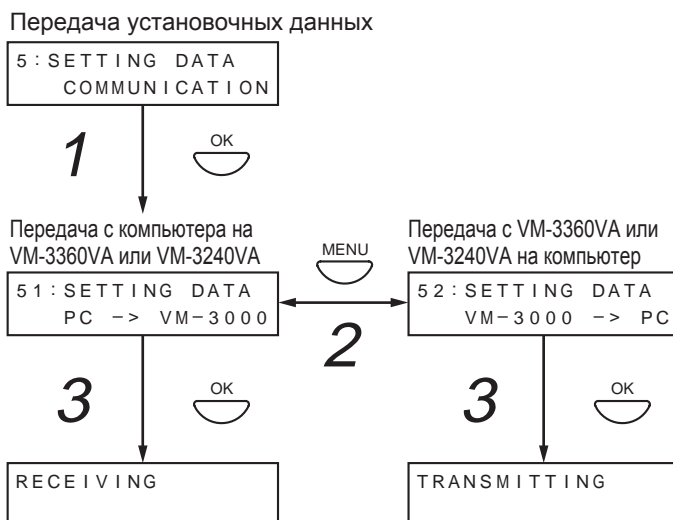 Передача установочных данных
5:SETTING DATA
COMMUNICATION
1
OK
Передача с компьютера на
VM-3360VA или VM-3240VA
MENU
Передача с VM-3360VA или
VM-3240VA на компьютер
51:SETTING DATA
PC -> VM-3000
2
52:SETTING DATA
VM-3000 -> PC
3
OK
3
OK
RECEIVING
TRANSMITTING